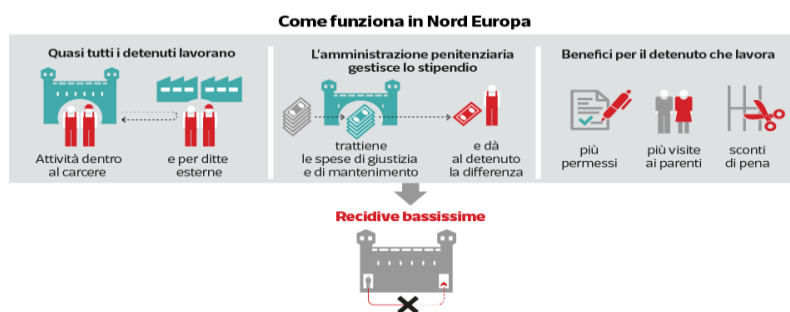 Come funziona in Nord Europa
Quasi tutti i detenuti lavorano
Attività dentro
al carcere
e per ditte
esterne
L'amministrazione penitenziaria
gestisce lo stipendio
trattiene
le spese di giustizia
e di mantenimento
e dà
al detenuto
la differenza
Benefici per il detenuto che lavora
più
permessi
più visite
ai parenti
sconti
di pena
Recidive bassissime